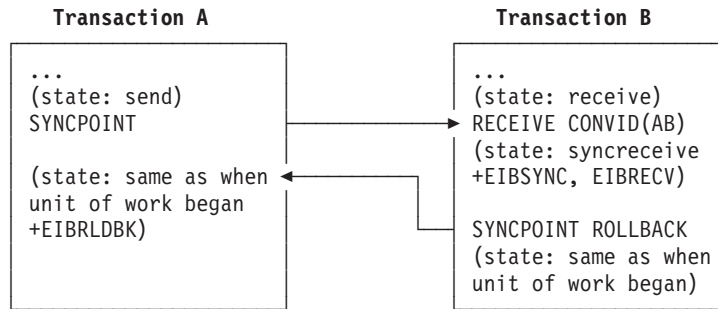 Transaction A
Transaction B
...
(state: send)
SYNCPOINT
(state: same as when
unit of work began
+EIBRLDBK)
...
(state: receive)
RECEIVE CONVID(AB)
(state: syncreceive
+EIBSYNC, EIBRECV)
SYNCPOINT ROLLBACK
(state: same as when
unit of work began)